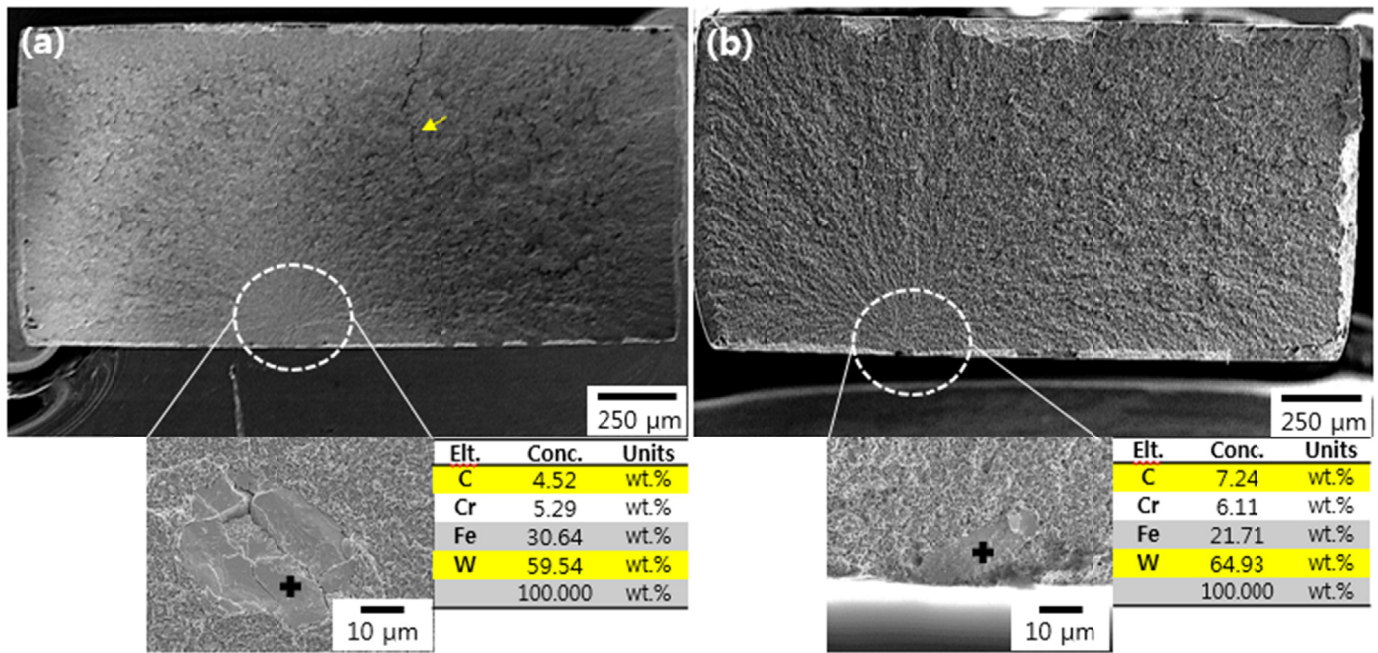 (a)
(b)
250 μm
250 μm
Elt. Conc. Units
C 4.52 wt.%
Cr 5.29 wt.%
Fe 30.64 wt.%
W 59.54 wt.%
100.000 wt.%
10 μm
Elt. Conc. Units
C 7.24 wt.%
Cr 6.11 wt.%
Fe 21.71 wt.%
W 64.93 wt.%
100.000 wt.%
10 μm